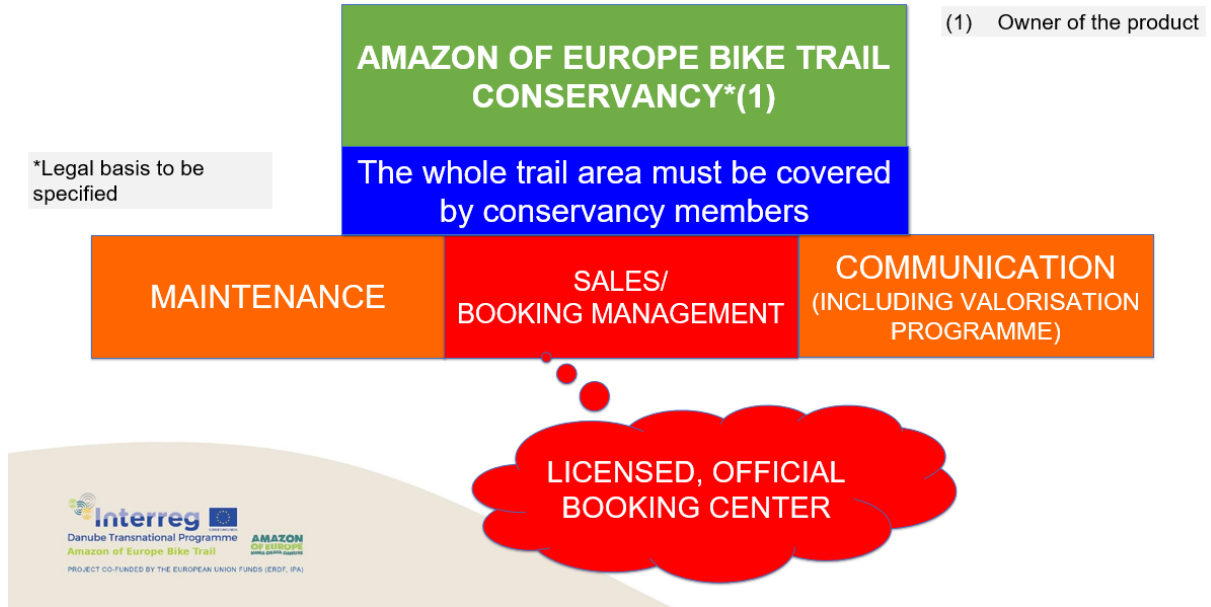 AMAZON OF EUROPE BIKE TRAIL
CONSERVANCY*(1)
(1) Owner of the product
*Legal basis to be
specified
The whole trail area must be covered
by conservancy members
MAINTENANCE
SALES/
BOOKING MANAGEMENT
COMMUNICATION
(INCLUDING VALORISATION
PROGRAMME)
LICENSED, OFFICIAL
BOOKING CENTER
Interreg
Danube Transnational Programme
Amazon of Europe Bike Trail
AMAZON
OF EUROPE
PROJECT CO-FUNDED BY THE EUROPEAN UNION FUNDS (ERDF, IPA)